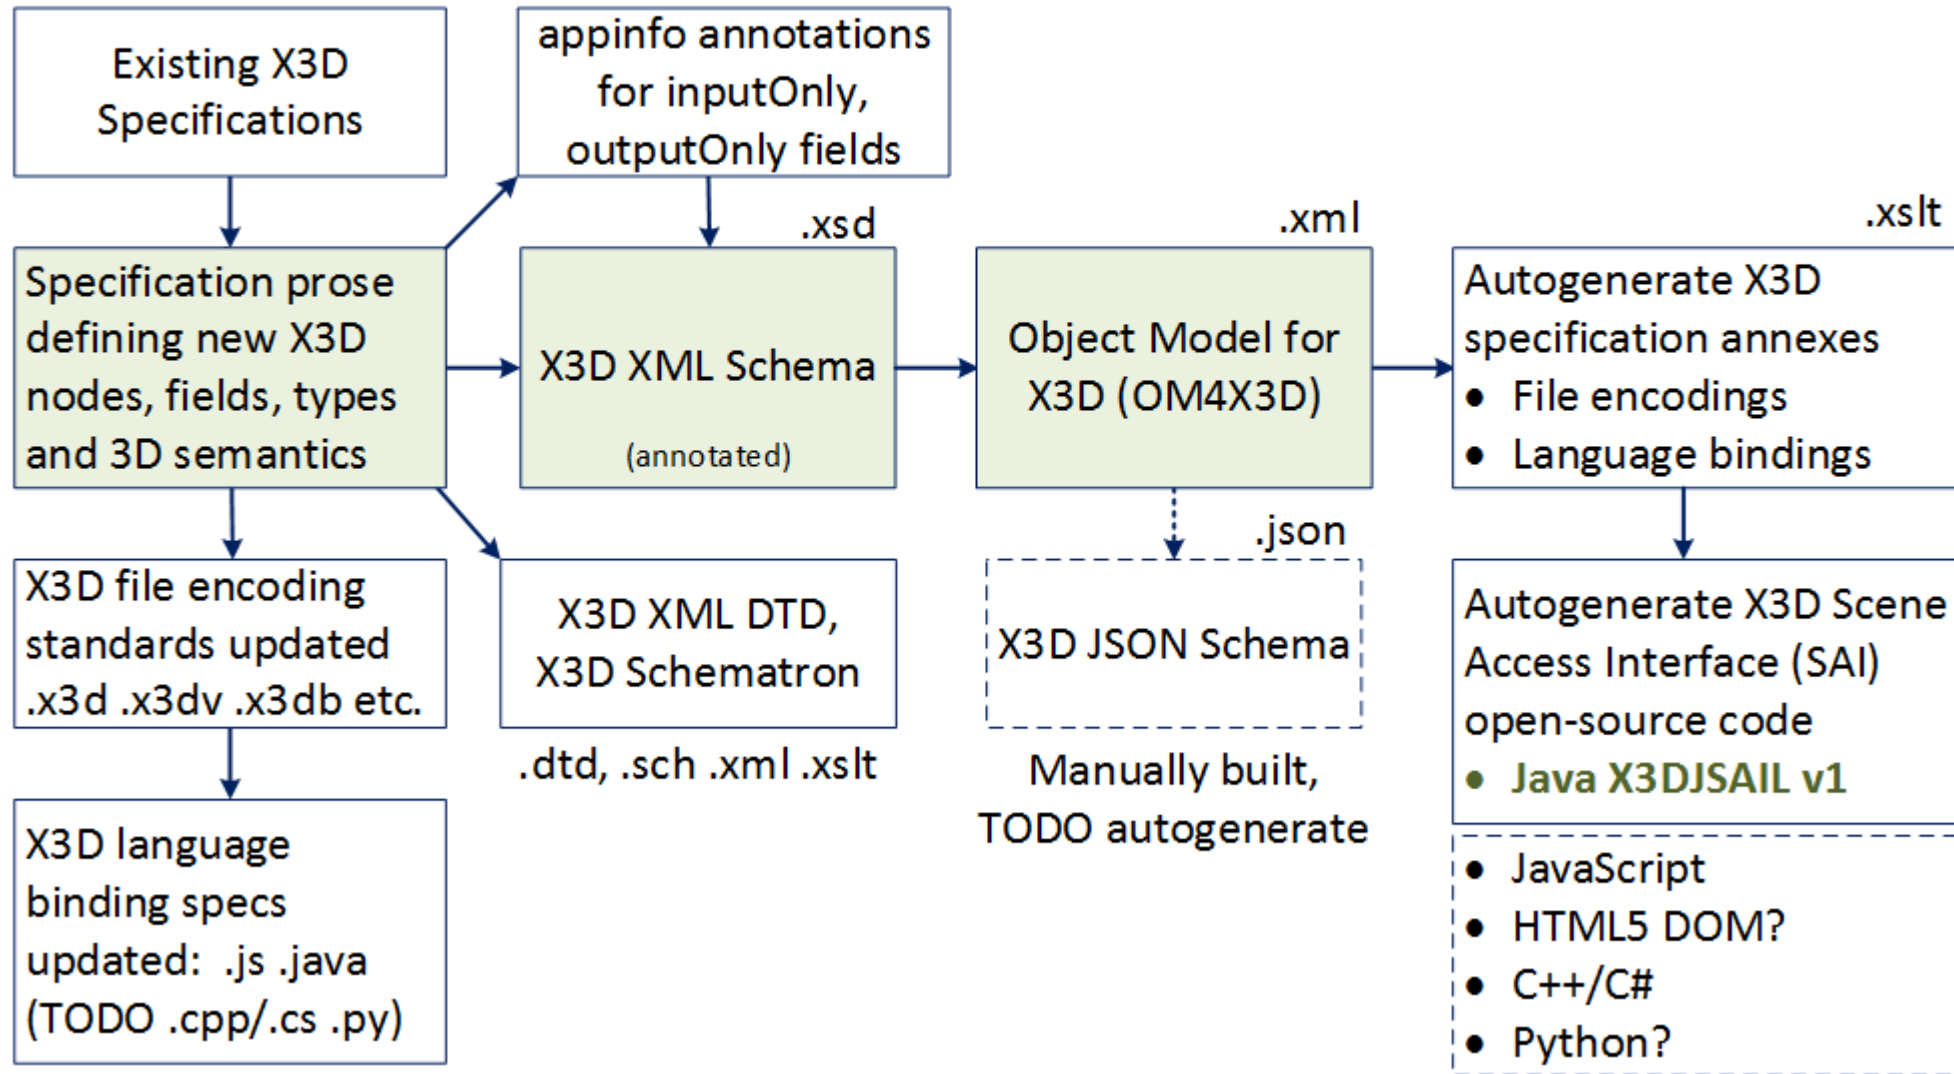 Existing X3D
Specifications
appinfo annotations
for inputOnly,
outputOnly fields
.xsd
.xml
.xslt
Specification prose
defining new X3D
nodes, fields, types
and 3D semantics
X3D XML Schema
(annotated)
Object Model for
X3D (OM4X3D)
Autogenerate X3D
specification annexes
• File encodings
• Language bindings
X3D file encoding
standards updated
.x3d .x3dv .x3db etc.
X3D XML DTD,
X3D Schematron
.dtd, .sch .xml .xslt
.json
X3D JSON Schema
Manually built,
TODO autogenerate
Autogenerate X3D Scene
Access Interface (SAI)
open-source code
• Java X3DJSAIL v1
X3D language
binding specs
updated: .js .java
(TODO .cpp/.cs .py)
• JavaScript
• HTML5 DOM?
• C++/C#
• Python?